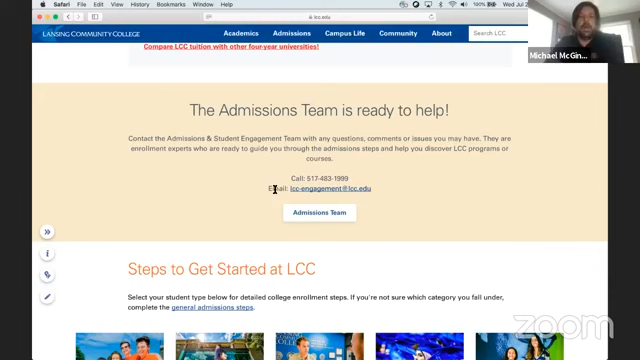 Safari File Edit View History Bookmarks Window Help
100%
Wed Jul 2
lcc.edu
LANSING COMMUNITY COLLEGE
Academics Admissions Campus Life Community About
Search LCC
Michael McGin...
Compare LCC tuition with other four-year universities!
The Admissions Team is ready to help!
Contact the Admissions & Student Engagement Team with any questions, comments or issues you may have. They are
enrollment experts who are ready to guide you through the admissions steps and help you discover LCC programs or
courses.
Call: 517-483-1999
Email: lcc-engagement@lcc.edu
Admissions Team
Steps to Get Started at LCC
Select your student type below for detailed college enrollment steps. If you're not sure which category you fall under,
complete the general admissions steps.
zoom